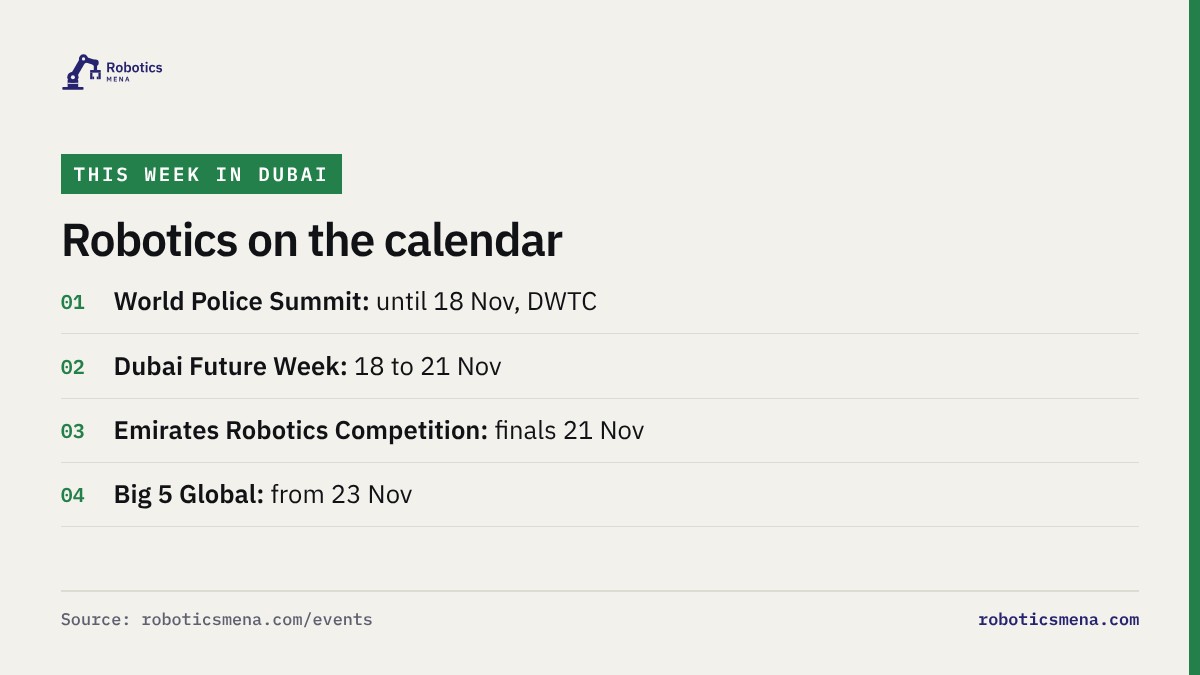 Robotics
MENA
THIS WEEK IN DUBAI
Robotics on the calendar
01 World Police Summit: until 18 Nov, DWTC
02 Dubai Future Week: 18 to 21 Nov
03 Emirates Robotics Competition: finals 21 Nov
04 Big 5 Global: from 23 Nov
Source: roboticsmena.com/events
roboticsmena.com